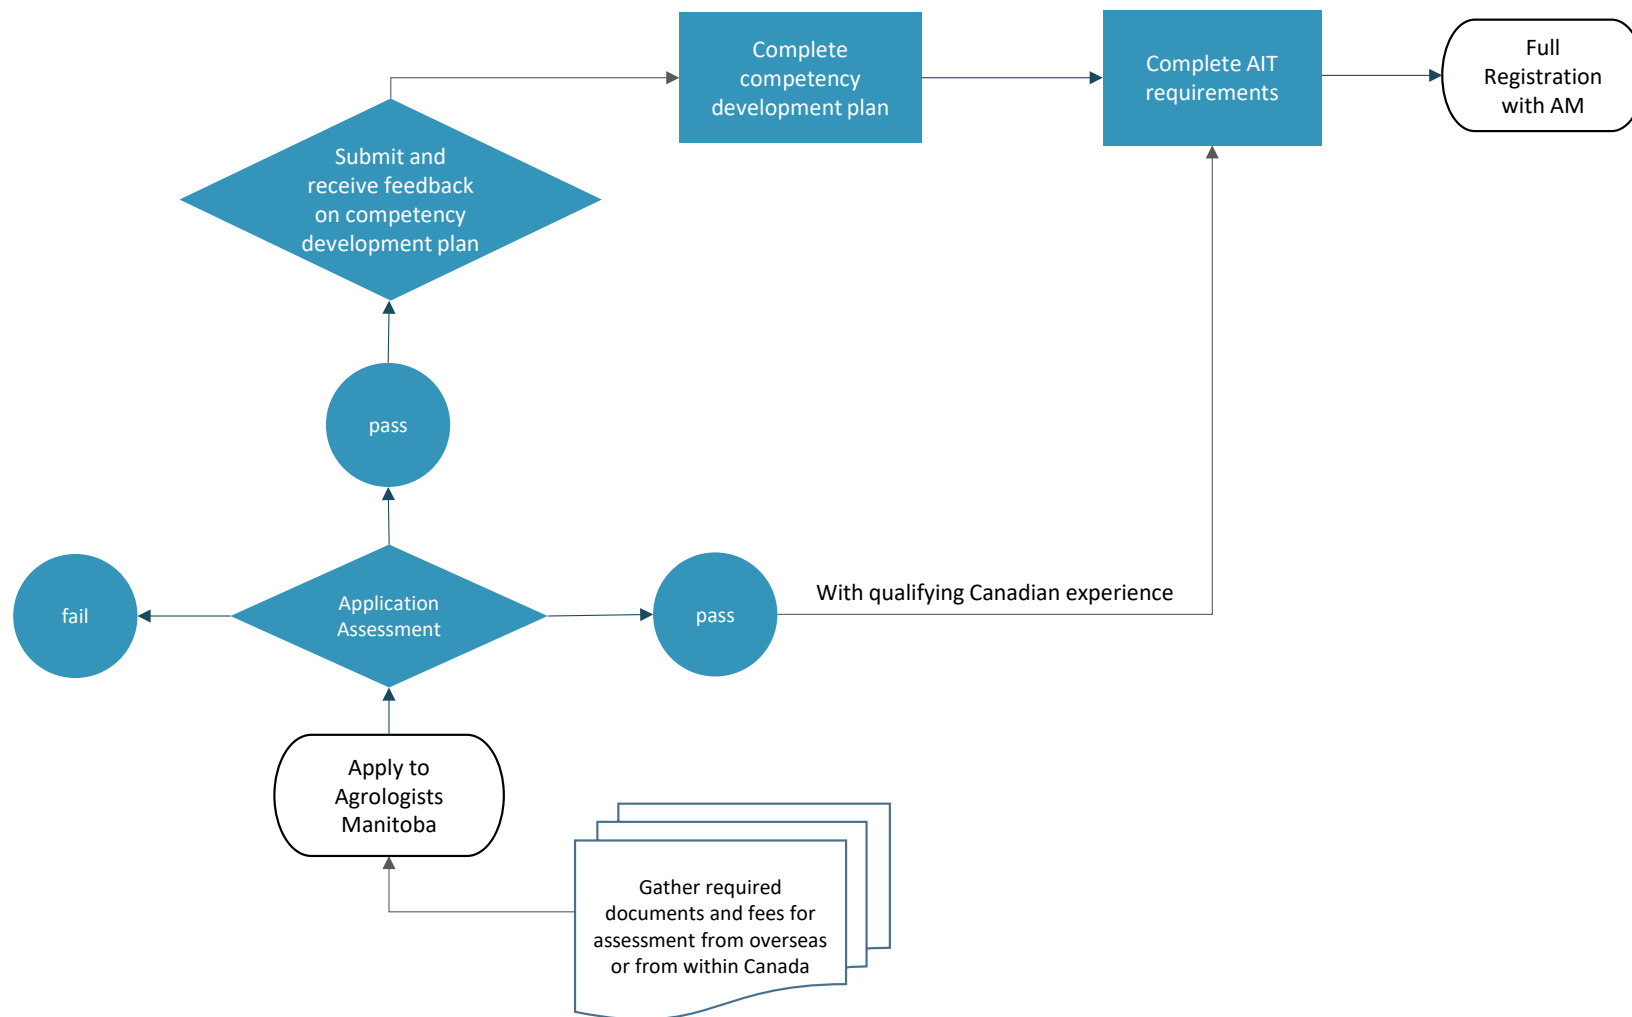 Complete
competency
development plan
Complete AIT
requirements
Full
Registration
with AM
Submit and
receive feedback
on competency
development plan
pass
fail
Application
Assessment
pass
With qualifying Canadian experience
Apply to
Agrologists
Manitoba
Gather required
documents and fees for
assessment from overseas
or from within Canada